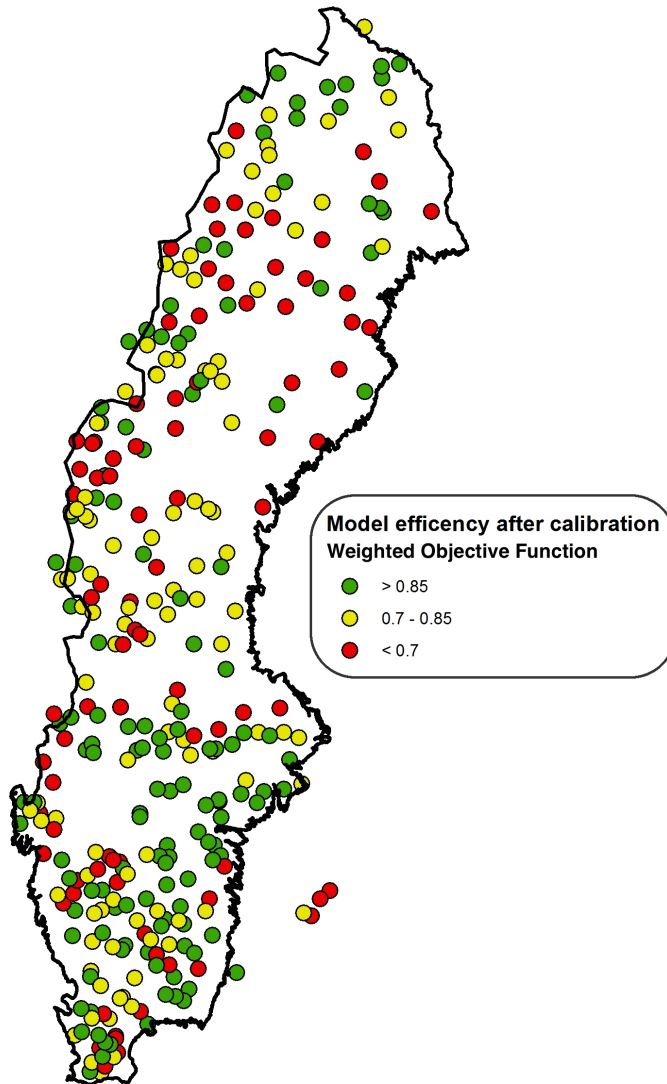 Model efficency after calibration
Weighted Objective Function
> 0.85
0.7 - 0.85
< 0.7